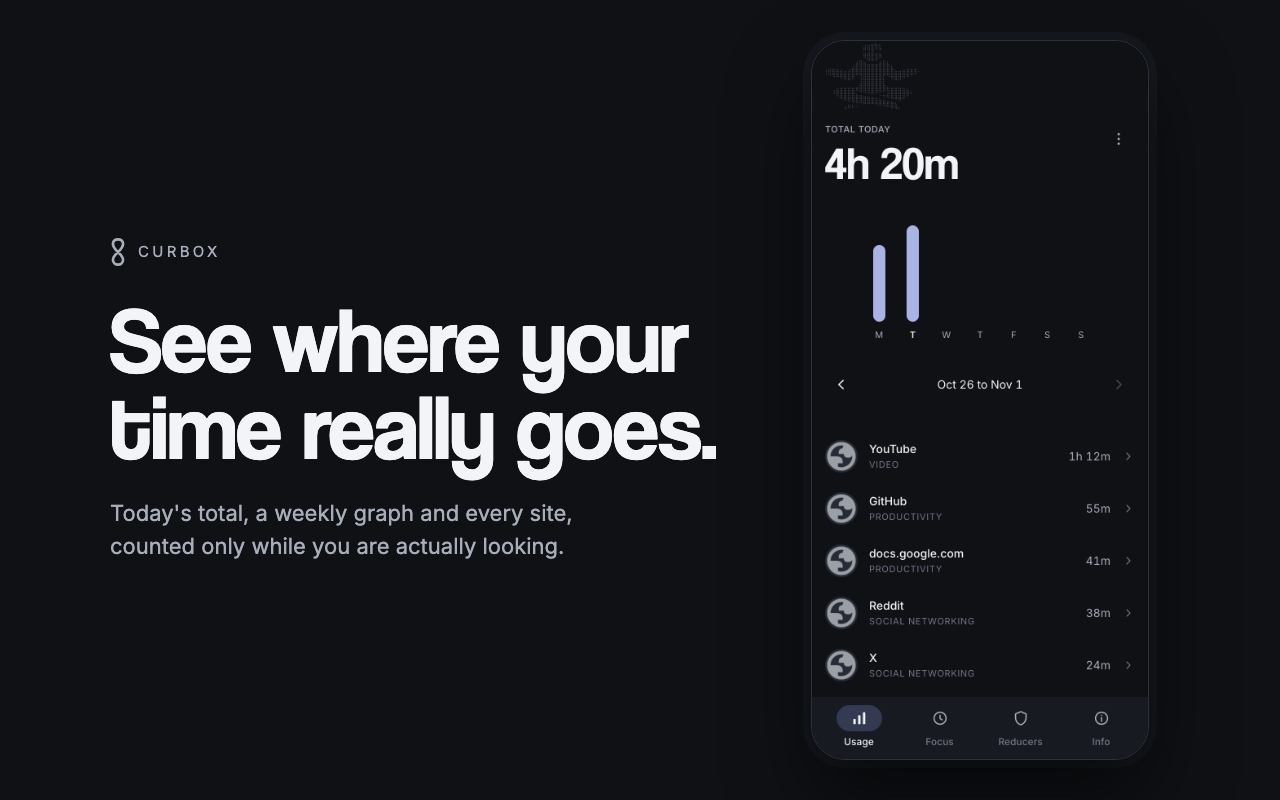 CURBOX
See where your
time really goes.
Today's total, a weekly graph and every site,
counted only while you are actually looking.
TOTAL TODAY
4h 20m
M T W T F S S
Oct 26 to Nov 1
YouTube
VIDEO
1h 12m
GitHub
PRODUCTIVITY
55m
docs.google.com
PRODUCTIVITY
41m
Reddit
SOCIAL NETWORKING
38m
X
SOCIAL NETWORKING
24m
Usage Focus Reducers Info